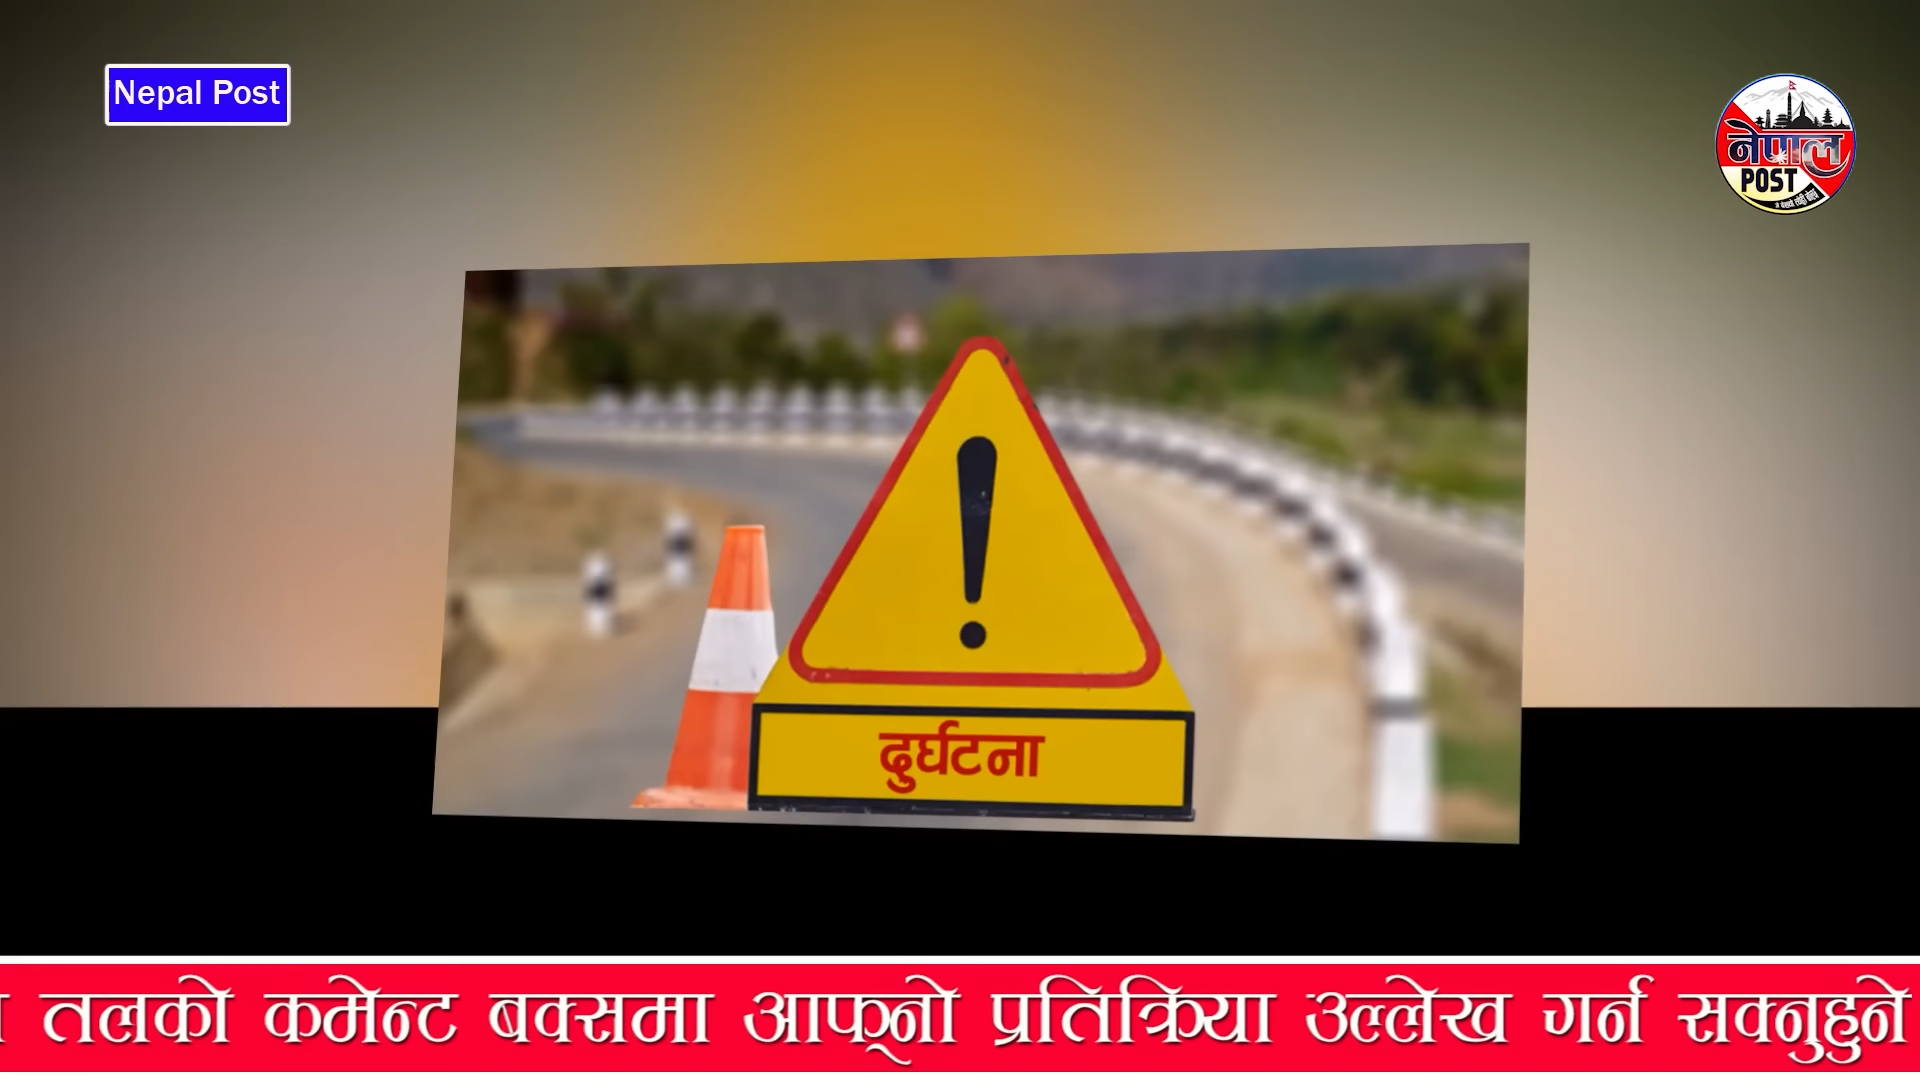 Nepal Post
नेपाल
POST
दुर्घटना
तलको कमेन्ट बक्समा आफ्नो प्रतिक्रिया उल्लेख गर्न सक्नुहुने